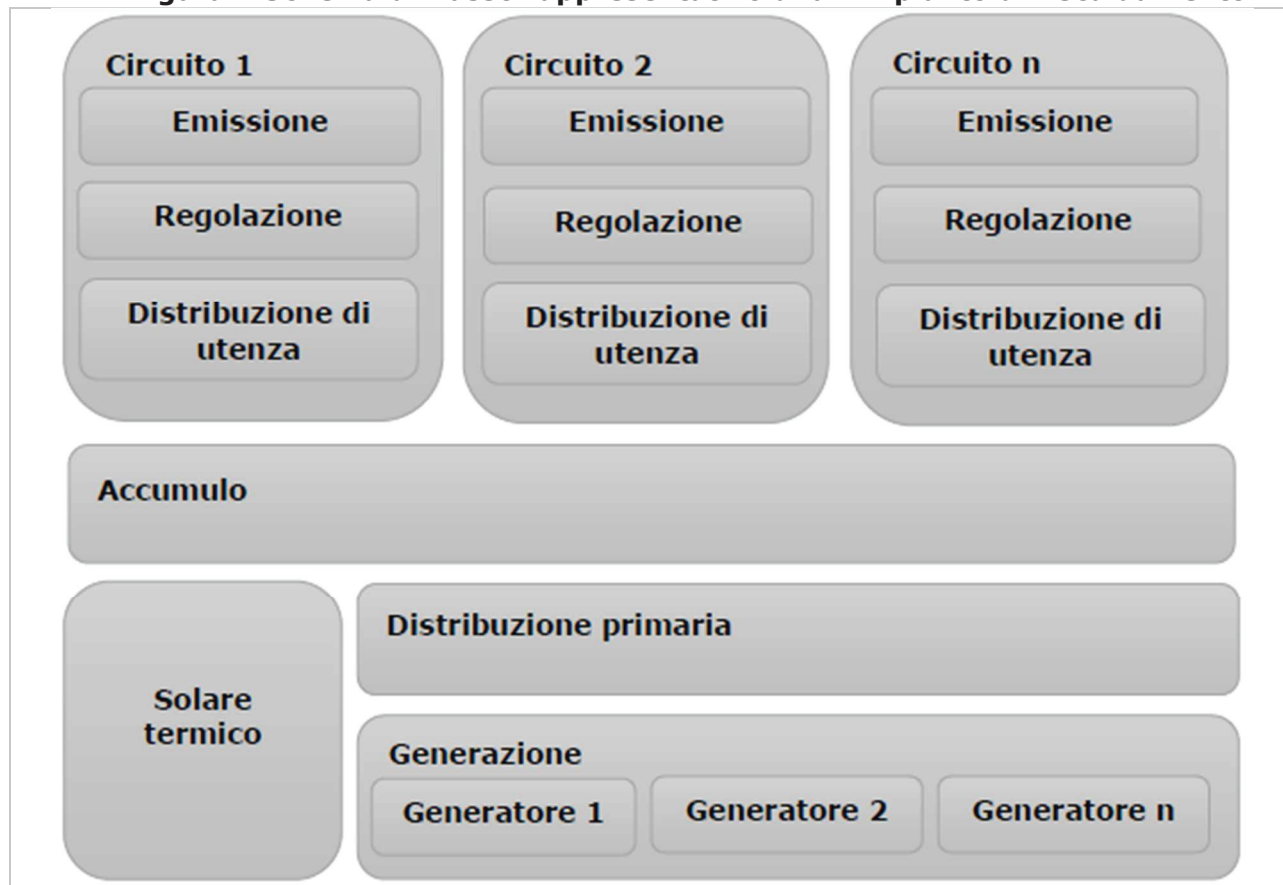 Circuito 1
Circuito 2
Circuito n
Emissione
Emissione
Emissione
Regolazione
Regolazione
Regolazione
Distribuzione di
utenza
Distribuzione di
utenza
Distribuzione di
utenza
Accumulo
Solare
termico
Distribuzione primaria
Generazione
Generatore 1
Generatore 2
Generatore n